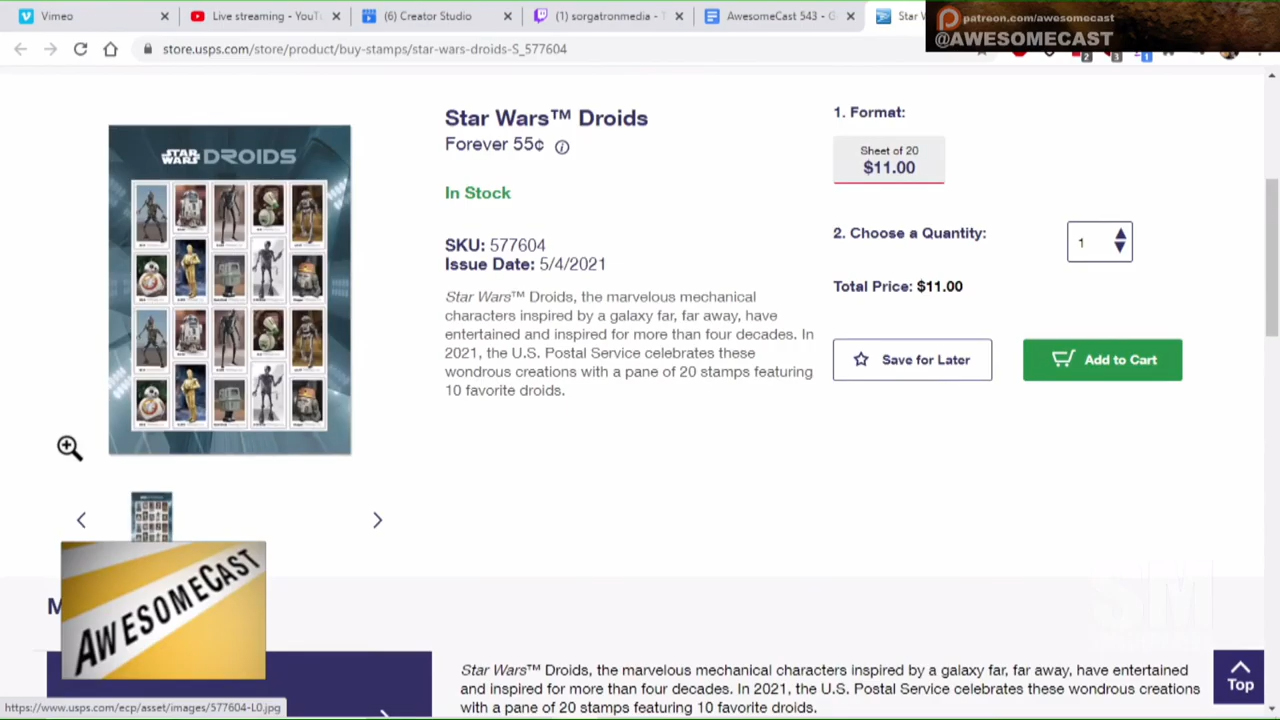 Vimeo
Live streaming - YouTu
(6) Creator Studio
(1) sorgatronmedia - T
AwesomeCast 543 - G
Star W
patreon.com/awesomecast
@AWESOMECAST
store.usps.com/store/product/buy-stamps/star-wars-droids-S_577604
2
3
1
STAR WARS DROIDS
Star Wars™ Droids
Forever 55¢
In Stock
SKU: 577604
Issue Date: 5/4/2021
Star Wars™ Droids, the marvelous mechanical
characters inspired by a galaxy far, far away, have
entertained and inspired for more than four decades. In
2021, the U.S. Postal Service celebrates these
wondrous creations with a pane of 20 stamps featuring
10 favorite droids.
1. Format:
Sheet of 20
$11.00
2. Choose a Quantity:
1
Total Price: $11.00
Save for Later
Add to Cart
M
AWESOMECAST
SM
Star Wars™ Droids, the marvelous mechanical characters inspired by a galaxy far, far away, have entertained
and inspired for more than four decades. In 2021, the U.S. Postal Service celebrates these wondrous creations
with a pane of 20 stamps featuring 10 favorite droids.
Top
https://www.usps.com/ecp/asset/images/577604-L0.jpg